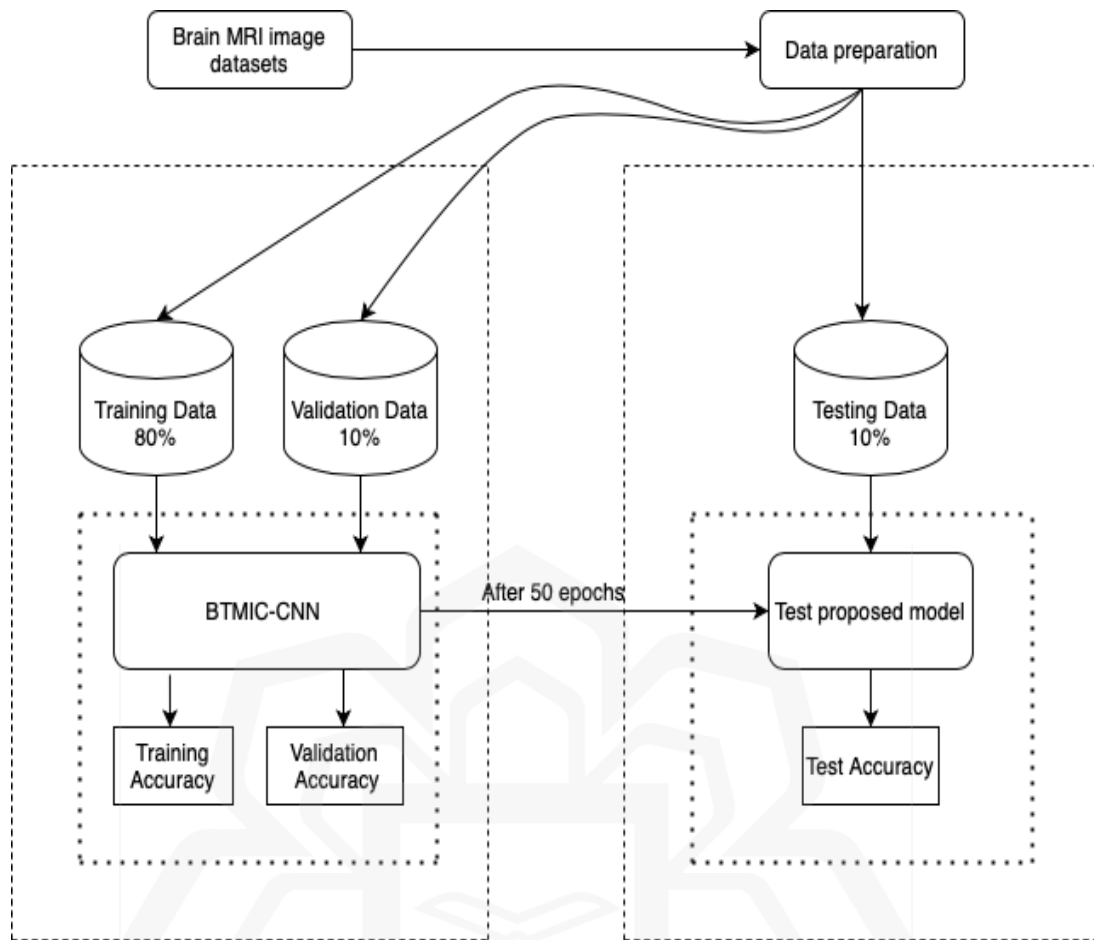 Brain MRI image
datasets
Data preparation
Training Data
80%
Validation Data
10%
Testing Data
10%
BTMIC-CNN
After 50 epochs
Test proposed model
Training
Accuracy
Validation
Accuracy
Test Accuracy